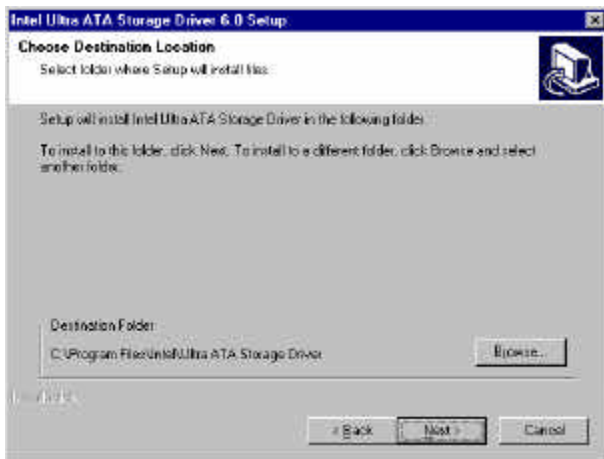 Intel Ultra ATA Storage Driver 6.0 Setup
Choose Destination Location
Select folder where Setup will install files.
Setup will install Intel Ultra ATA Storage Driver in the following folder.
To install to this folder, click Next. To install to a different folder, click Browse and select
another folder.
Destination Folder
C:\Program Files\Intel\Ultra ATA Storage Driver
Browse...
< Back
Next >
Cancel